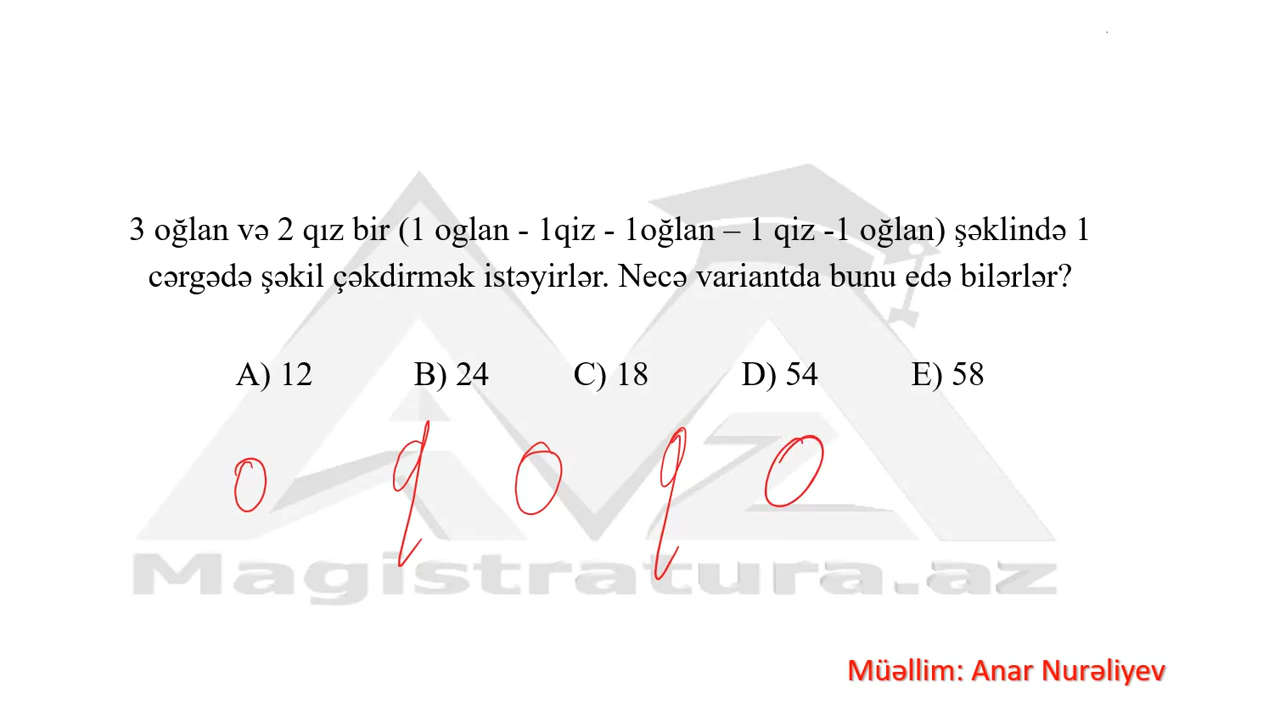 3 oğlan və 2 qız bir (1 oglan - 1qiz - 1oğlan – 1 qiz -1 oğlan) şəklində 1
cərgədə şəkil çəkdirmək istəyirlər. Necə variantda bunu edə bilərlər?
A) 12 B) 24 C) 18 D) 54 E) 58
o q o q o
Magistratura.az
Müəllim: Anar Nurəliyev